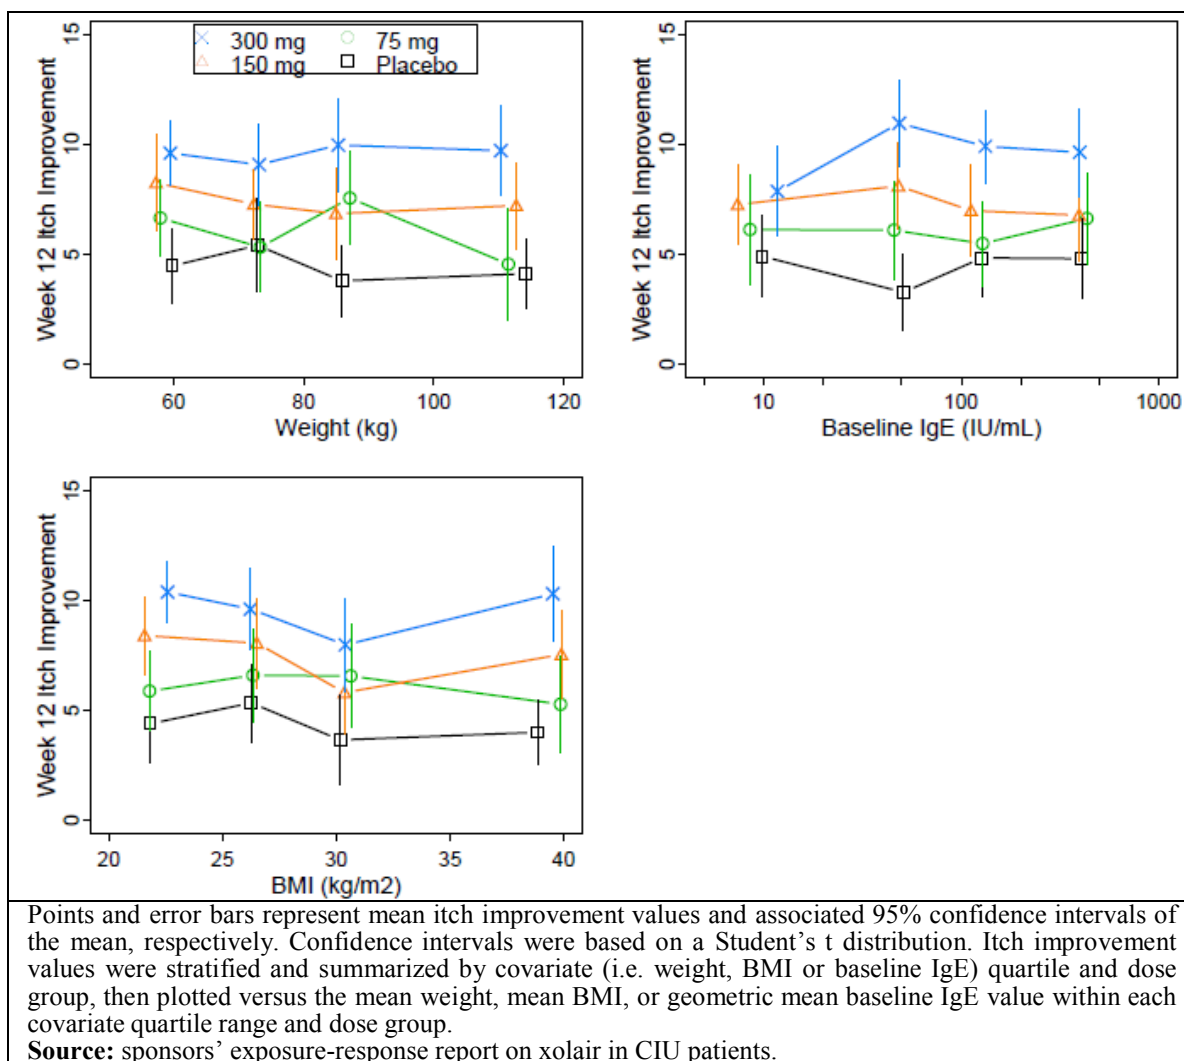 300 mg
75 mg
150 mg
Placebo
Week 12 Itch Improvement
0
5
10
15
60
80
100
120
Weight (kg)
Week 12 Itch Improvement
0
5
10
15
10
100
1000
Baseline IgE (IU/mL)
Week 12 Itch Improvement
0
5
10
15
20
25
30
35
40
BMI (kg/m2)
Points and error bars represent mean itch improvement values and associated 95% confidence intervals of
the mean, respectively. Confidence intervals were based on a Student’s t distribution. Itch improvement
values were stratified and summarized by covariate (i.e. weight, BMI or baseline IgE) quartile and dose
group, then plotted versus the mean weight, mean BMI, or geometric mean baseline IgE value within each
covariate quartile range and dose group.
Source: sponsors’ exposure-response report on xolair in CIU patients.